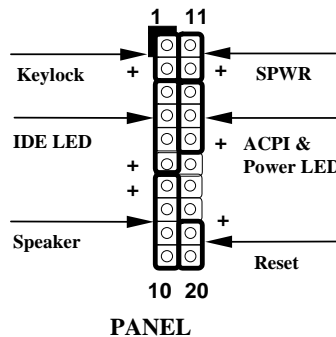 1 11
Keylock + + SPWR
IDE LED + ACPI &
Power LED
+
+
Speaker +
Reset
10 20
PANEL